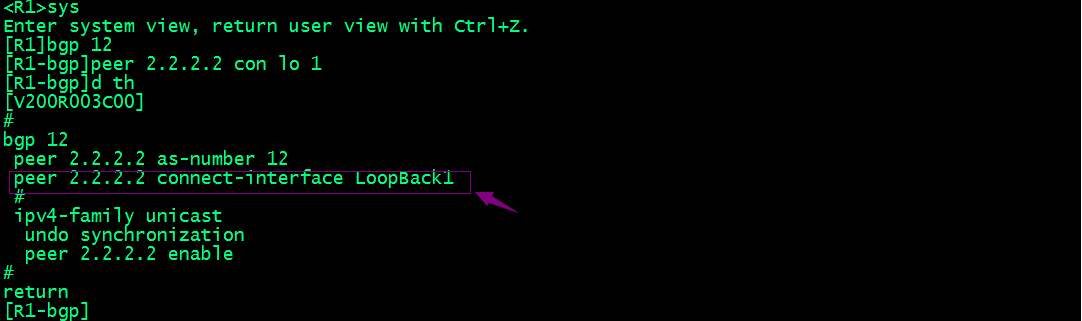 <R1>sys
Enter system view, return user view with Ctrl+Z.
[R1]bgp 12
[R1-bgp]peer 2.2.2.2 con lo 1
[R1-bgp]d th
[V200R003C00]
#
bgp 12
peer 2.2.2.2 as-number 12
peer 2.2.2.2 connect-interface LoopBack1
#
ipv4-family unicast
undo synchronization
peer 2.2.2.2 enable
#
return
[R1-bgp]